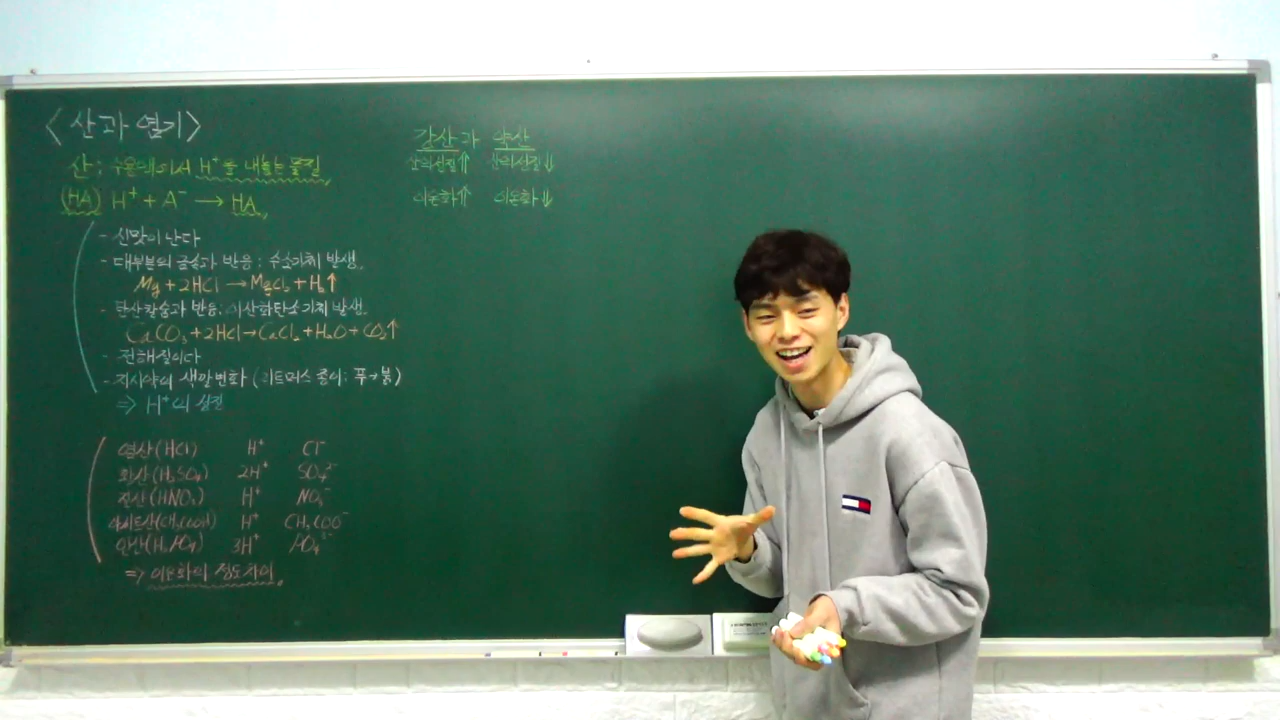 <산과 염기>
산 : 수용액에서 H⁺를 내놓는 물질
(HA) H⁺ + A⁻ → HA
- 신맛이 난다
- 대부분의 금속과 반응 : 수소기체 발생.
Mg + 2HCl → MgCl₂ + H₂↑
- 탄산칼슘과 반응 : 이산화탄소기체 발생.
CaCO₃ + 2HCl → CaCl₂ + H₂O + CO₂↑
- 전해질이다
- 지시약의 색깔변화 (리트머스 종이 : 푸→붉)
⇒ H⁺의 성질
염산(HCl) H⁺ Cl⁻
황산(H₂SO₄) 2H⁺ SO₄²⁻
질산(HNO₃) H⁺ NO₃⁻
아세트산(CH₃COOH) H⁺ CH₃COO⁻
인산(H₃PO₄) 3H⁺ PO₄³⁻
⇒ 이온화의 정도차이.
강산과 약산
산의성질↑ 산의성질↓
이온화↑ 이온화↓